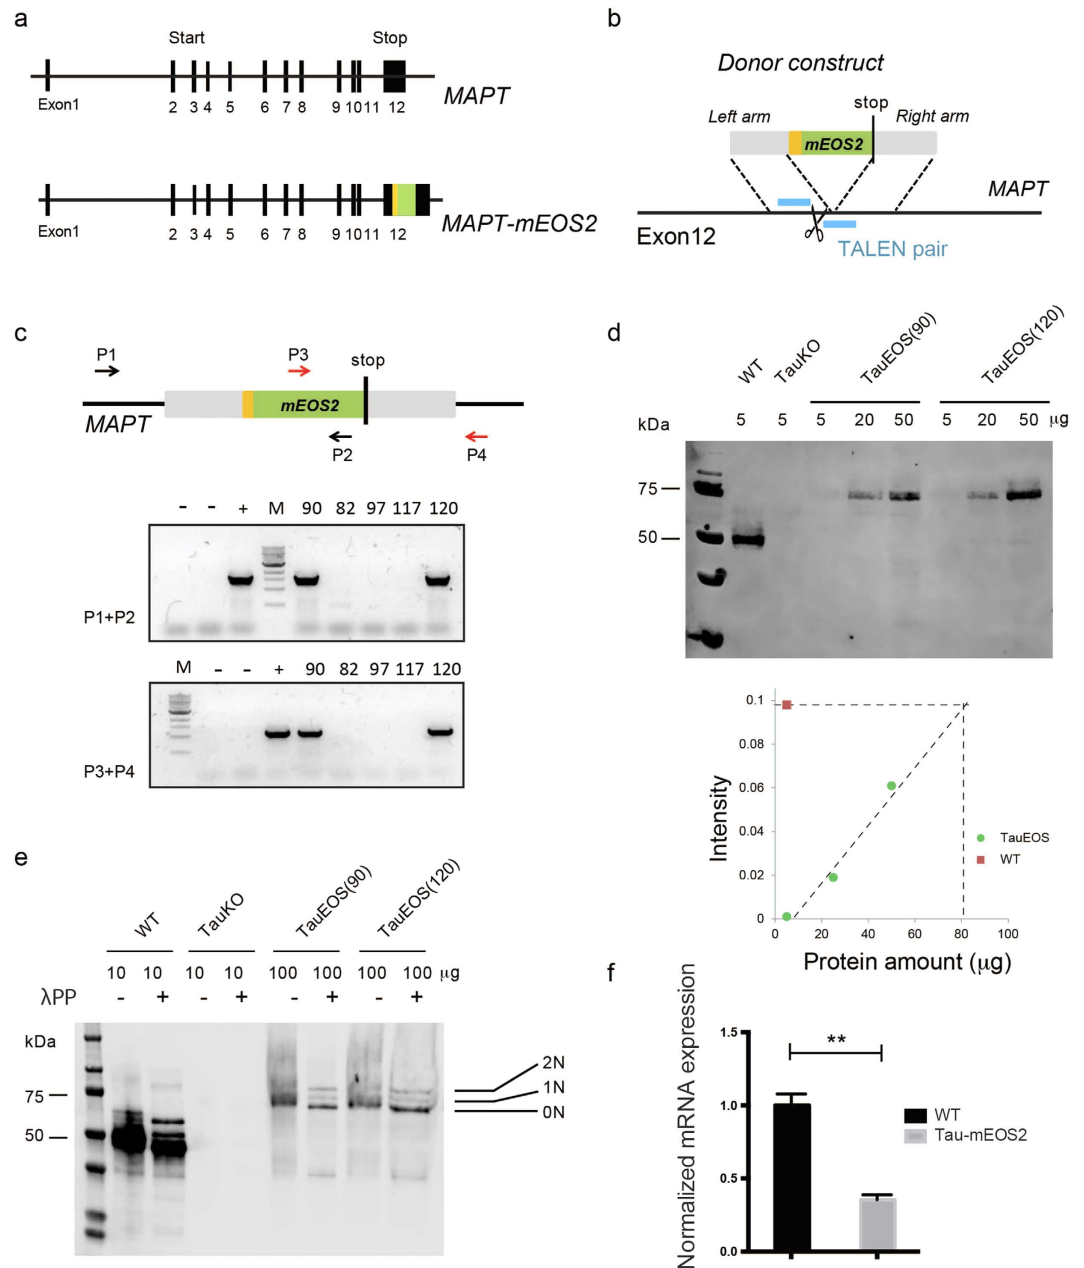 a
Start Stop
Exon1 2 3 4 5 6 7 8 9 10 11 12
MAPT
Exon1 2 3 4 5 6 7 8 9 10 11 12
MAPT-mEOS2
b
Donor construct
Left arm stop Right arm
mEOS2
MAPT
Exon12
TALEN pair
c
P1 P3 stop
mEOS2
MAPT
P2 P4
- - + M 90 82 97 117 120
P1+P2
M - - + 90 82 97 117 120
P3+P4
d
WT TauKO TauEOS(90) TauEOS(120)
kDa 5 5 5 20 50 5 20 50 μg
75
50
0.1
0.08
0.06
0.04
0.02
0
0 20 40 60 80 100
Intensity
Protein amount (μg)
TauEOS
WT
e
WT TauKO TauEOS(90) TauEOS(120)
10 10 10 10 100 100 100 100 μg
λPP - + - + - + - +
kDa
75
50
2N
1N
0N
f
Normalized mRNA expression
1.5
1.0
0.5
0.0
**
WT
Tau-mEOS2